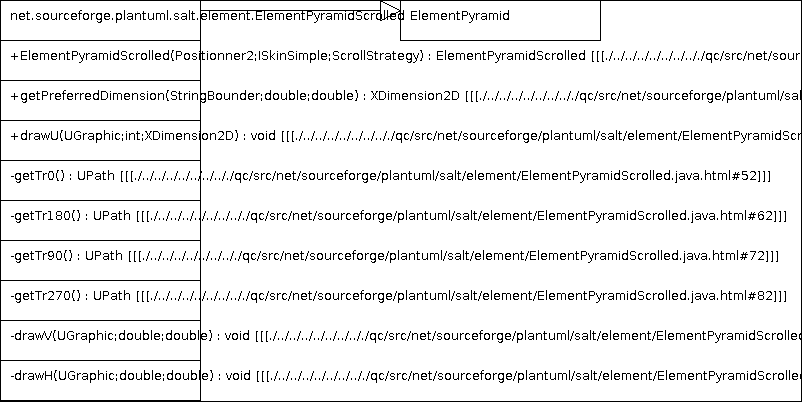 net.sourceforge.plantuml.salt.element.ElementPyramidScrolled ElementPyramid
+ElementPyramidScrolled(Positionner2;ISkinSimple;ScrollStrategy) : ElementPyramidScrolled [[[./../../../../../../../qc/src/net/sour
+getPreferredDimension(StringBounder;double;double) : XDimension2D [[[./../../../../../../../qc/src/net/sourceforge/plantuml/sal
+drawU(UGraphic;int;XDimension2D) : void [[[./../../../../../../../qc/src/net/sourceforge/plantuml/salt/element/ElementPyramidScro
-getTr0() : UPath [[[./../../../../../../../qc/src/net/sourceforge/plantuml/salt/element/ElementPyramidScrolled.java.html#52]]]
-getTr180() : UPath [[[./../../../../../../../qc/src/net/sourceforge/plantuml/salt/element/ElementPyramidScrolled.java.html#62]]]
-getTr90() : UPath [[[./../../../../../../../qc/src/net/sourceforge/plantuml/salt/element/ElementPyramidScrolled.java.html#72]]]
-getTr270() : UPath [[[./../../../../../../../qc/src/net/sourceforge/plantuml/salt/element/ElementPyramidScrolled.java.html#82]]]
-drawV(UGraphic;double;double) : void [[[./../../../../../../../qc/src/net/sourceforge/plantuml/salt/element/ElementPyramidScrolled
-drawH(UGraphic;double;double) : void [[[./../../../../../../../qc/src/net/sourceforge/plantuml/salt/element/ElementPyramidScrolled